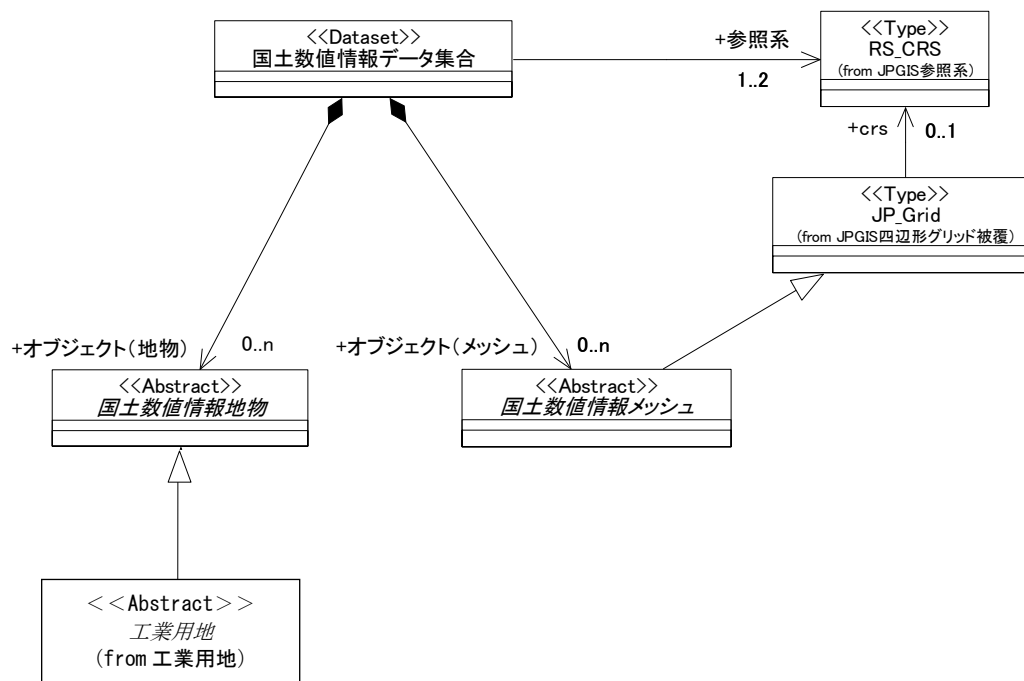 <<Dataset>>
国土数値情報データ集合
+参照系
1..2
<<Type>>
RS_CRS
(from JPGIS参照系)
+crs
0..1
<<Type>>
JP_Grid
(from JPGIS四辺形グリッド被覆)
+オブジェクト(地物)
0..n
+オブジェクト(メッシュ)
0..n
<<Abstract>>
国土数値情報地物
<<Abstract>>
国土数値情報メッシュ
<<Abstract>>
工業用地
(from 工業用地)